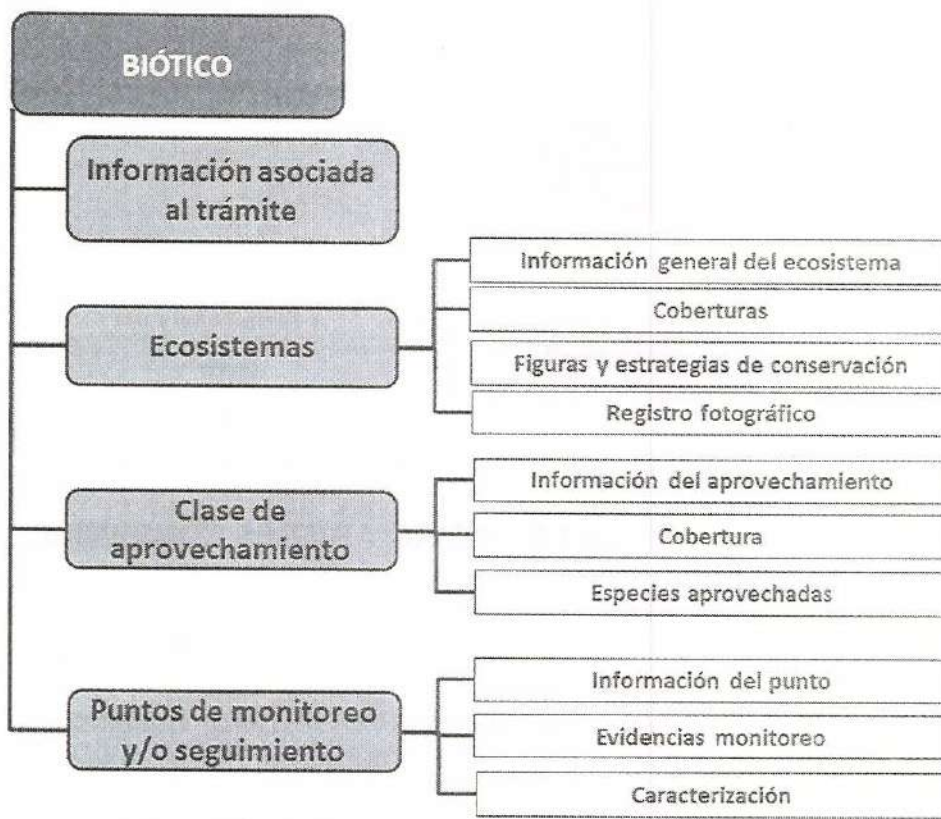 BIÓTICO
Información asociada
al trámite
Ecosistemas
Información general del ecosistema
Coberturas
Figuras y estrategias de conservación
Registro fotográfico
Clase de
aprovechamiento
Información del aprovechamiento
Cobertura
Especies aprovechadas
Puntos de monitoreo
y/o seguimiento
Información del punto
Evidencias monitoreo
Caracterización